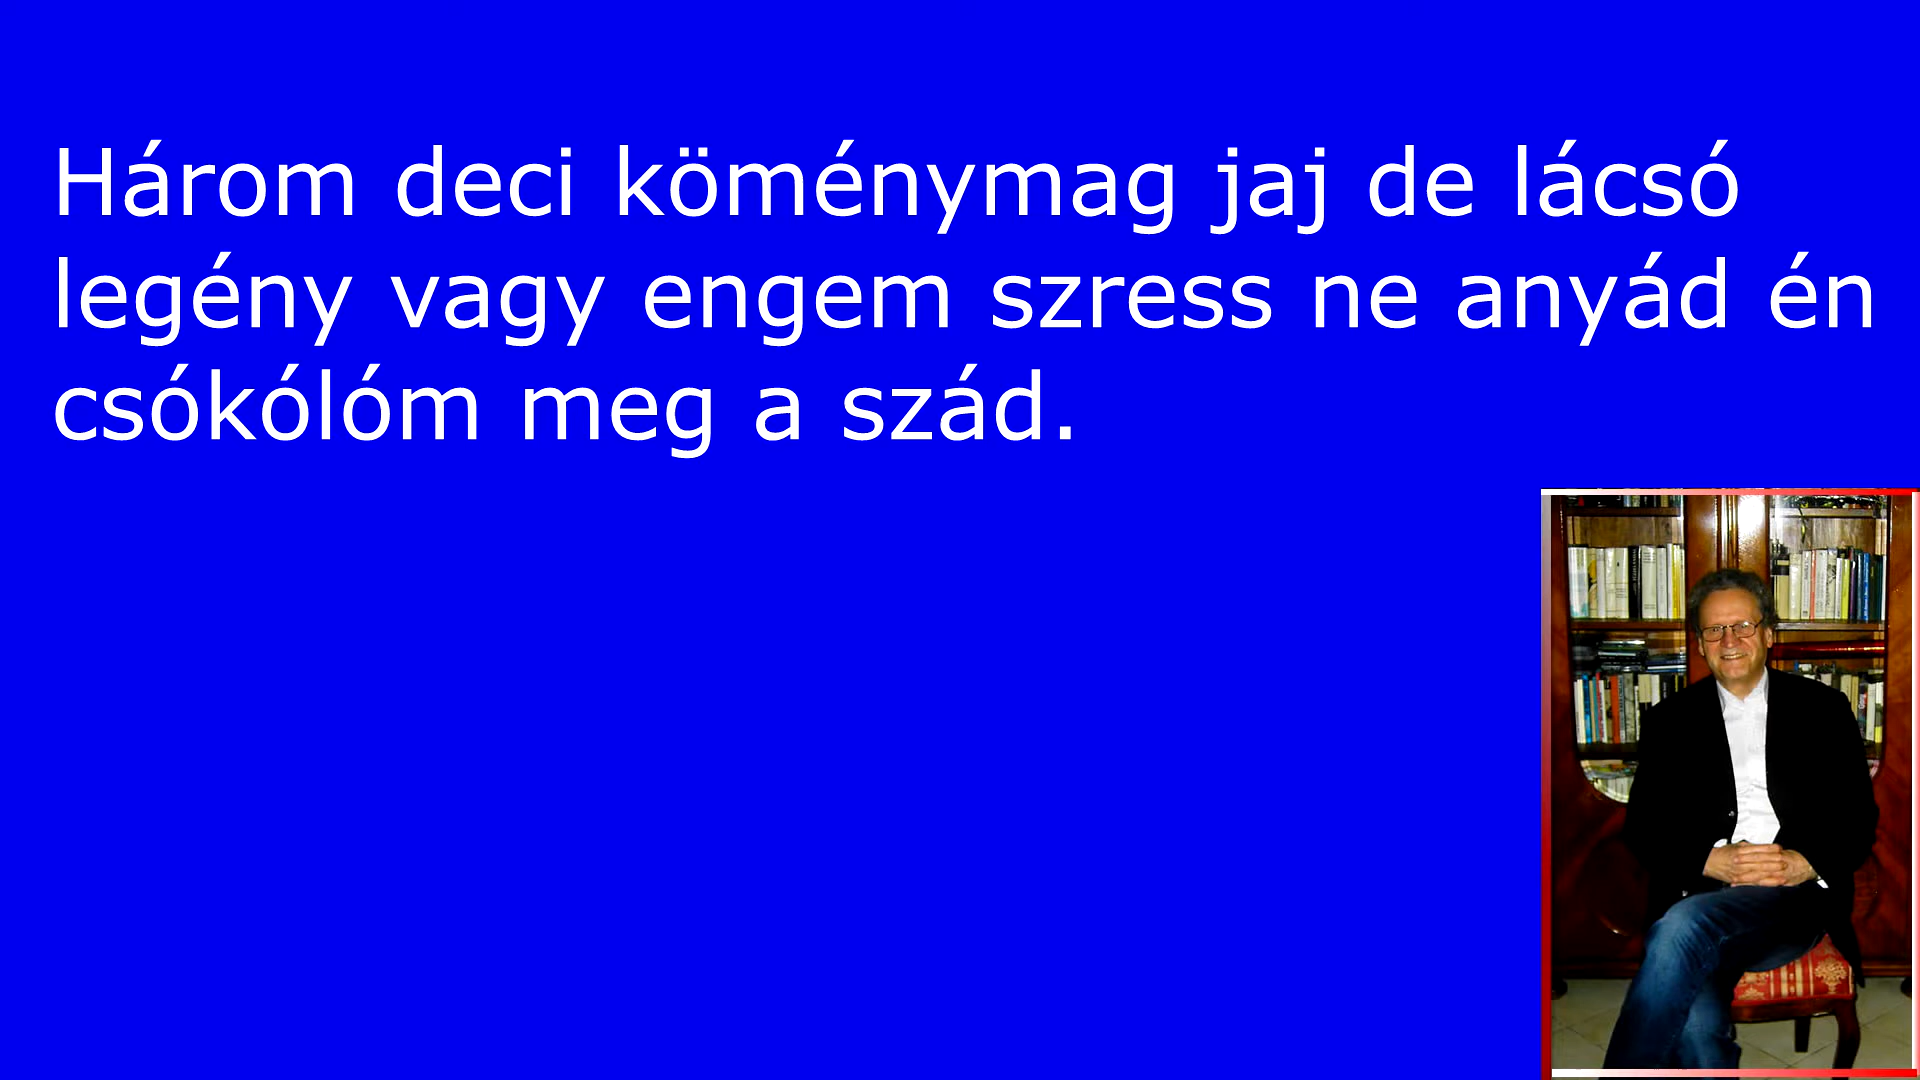 Három deci köménymag jaj de lácsó
legény vagy engem szress ne anyád én
csókólóm meg a szád.